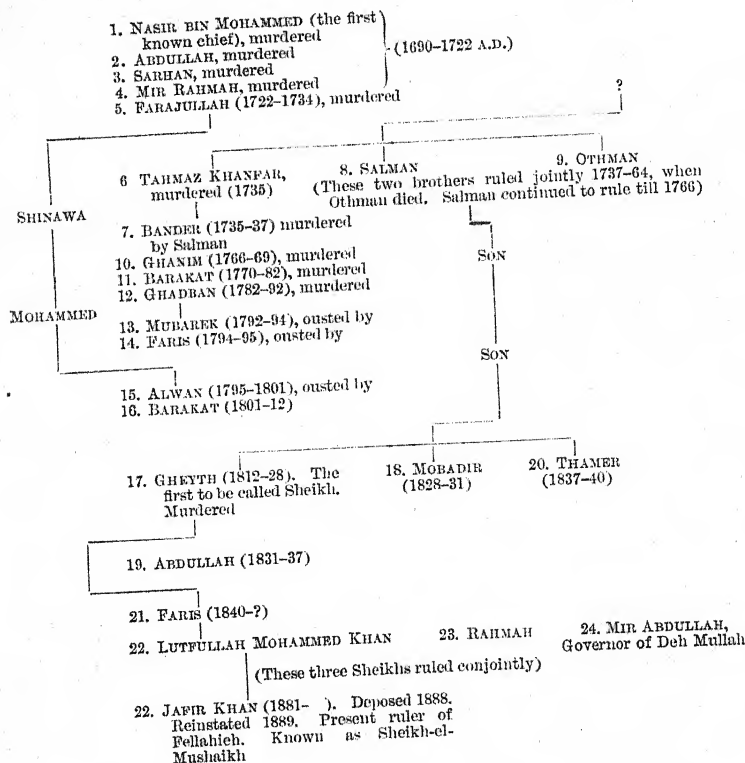 1. NASIR BIN MOHAMMED (the first
known chief), murdered
2. ABDULLAH, murdered
3. SARHAN, murdered
4. MIR RAHMAH, murdered
(1690–1722 A.D.)
5. FARAJULLAH (1722–1734), murdered
?
6 TAHMAZ KHANFAR,
murdered (1735)
8. SALMAN
9. OTHMAN
(These two brothers ruled jointly 1737–64, when
Othman died. Salman continued to rule till 1766)
SHINAWA
7. BANDER (1735–37) murdered
by Salman
10. GHANIM (1766–69), murdered
11. BARAKAT (1770–82), murdered
12. GHADBAN (1782–92), murdered
SON
MOHAMMED
13. MUBAREK (1792–94), ousted by
14. FARIS (1794–95), ousted by
SON
15. ALWAN (1795–1801), ousted by
16. BARAKAT (1801–12)
17. GHEYTH (1812–28). The
first to be called Sheikh.
Murdered
18. MOBADIR
(1828–31)
20. THAMER
(1837–40)
19. ABDULLAH (1831–37)
21. FARIS (1840–?)
22. LUTFULLAH MOHAMMED KHAN
23. RAHMAH
24. MIR ABDULLAH,
Governor of Deh Mullah
(These three Sheikhs ruled conjointly)
22. JAFIR KHAN (1881– ). Deposed 1888.
Reinstated 1889. Present ruler of
Fellahieh. Known as Sheikh-el-
Mushaikh